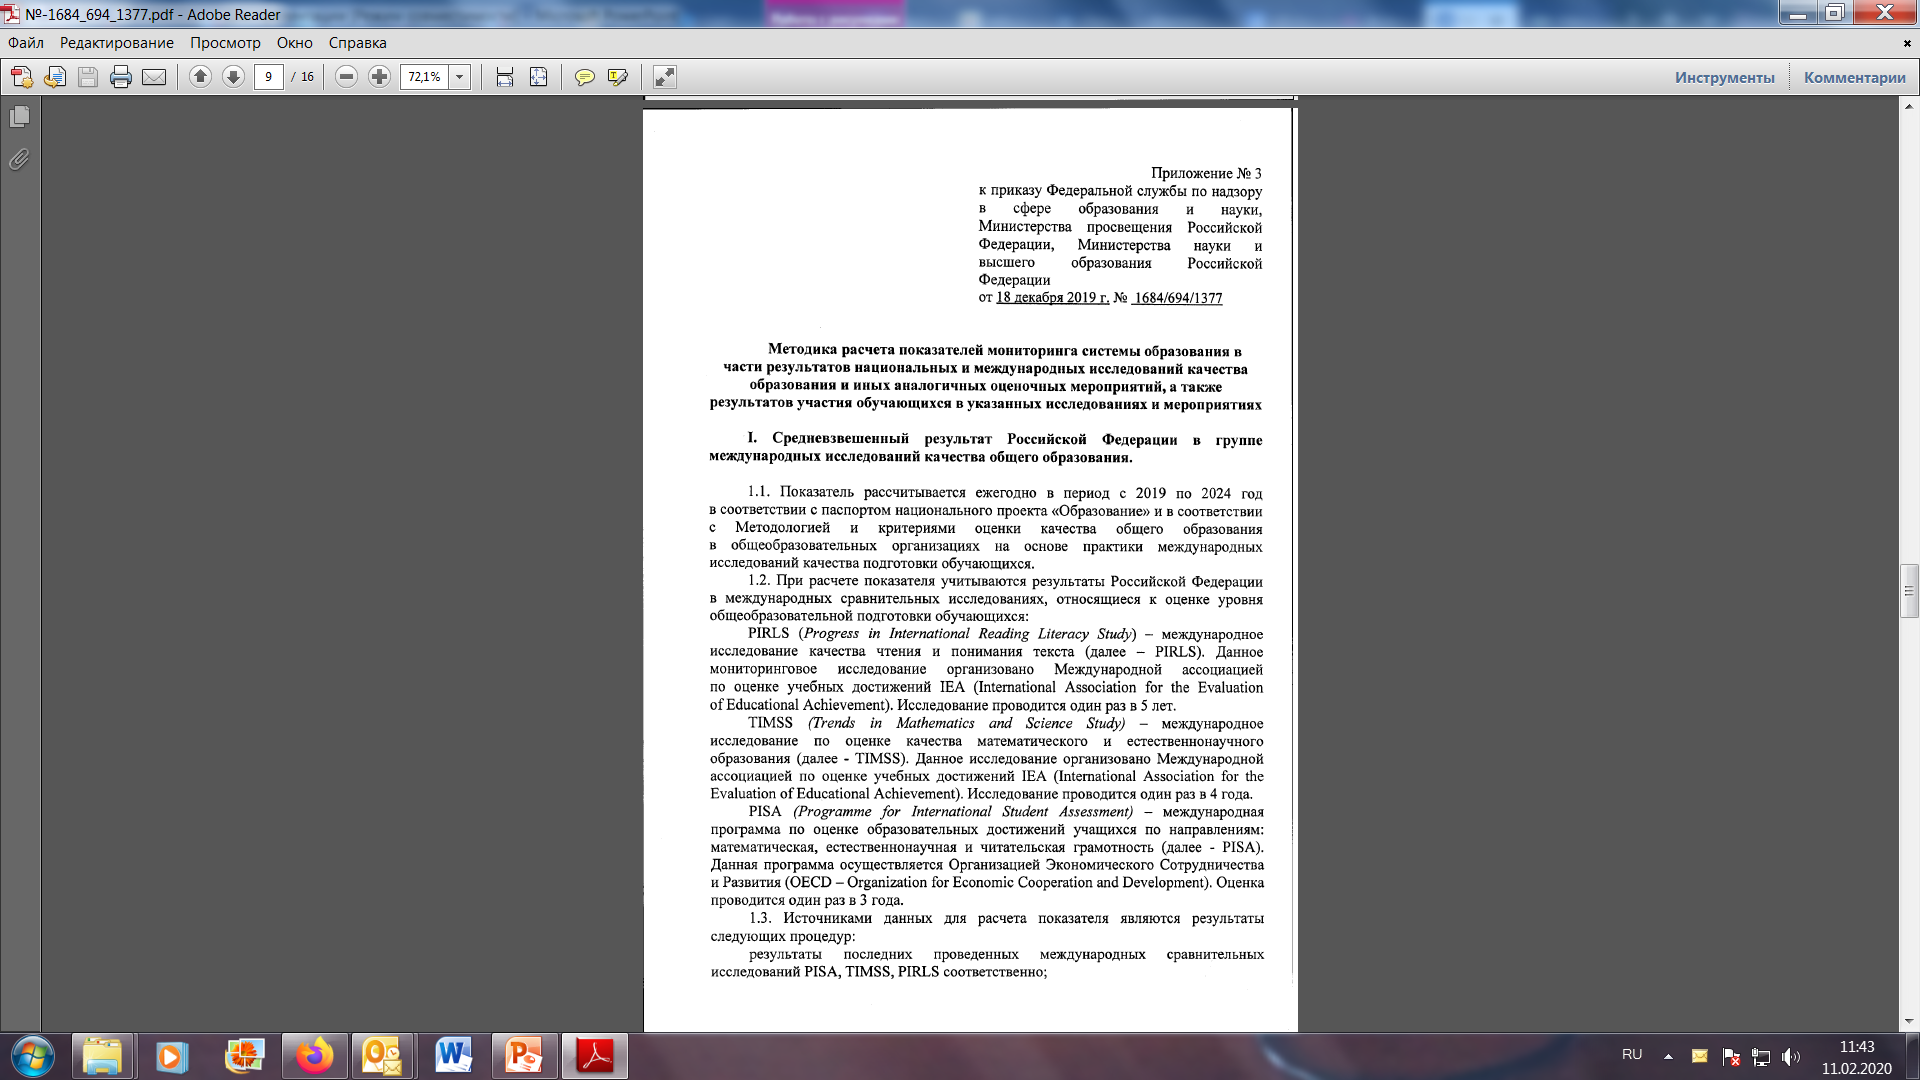 №-1684_694_1377.pdf - Adobe Reader
Файл Редактирование Просмотр Окно Справка
9 / 16 72,1% Инструменты Комментарии
Приложение № 3
к приказу Федеральной службы по надзору
в сфере образования и науки,
Министерства просвещения Российской
Федерации, Министерства науки и
высшего образования Российской
Федерации
от 18 декабря 2019 г. № 1684/694/1377
Методика расчета показателей мониторинга системы образования в
части результатов национальных и международных исследований качества
образования и иных аналогичных оценочных мероприятий, а также
результатов участия обучающихся в указанных исследованиях и мероприятиях
I. Средневзвешенный результат Российской Федерации в группе
международных исследований качества общего образования.
1.1. Показатель рассчитывается ежегодно в период с 2019 по 2024 год
в соответствии с паспортом национального проекта «Образование» и в соответствии
с Методологией и критериями оценки качества общего образования
в общеобразовательных организациях на основе практики международных
исследований качества подготовки обучающихся.
1.2. При расчете показателя учитываются результаты Российской Федерации
в международных сравнительных исследованиях, относящиеся к оценке уровня
общеобразовательной подготовки обучающихся:
PIRLS (Progress in International Reading Literacy Study) – международное
исследование качества чтения и понимания текста (далее – PIRLS). Данное
мониторинговое исследование организовано Международной ассоциацией
по оценке учебных достижений IEA (International Association for the Evaluation
of Educational Achievement). Исследование проводится один раз в 5 лет.
TIMSS (Trends in Mathematics and Science Study) – международное
исследование по оценке качества математического и естественнонаучного
образования (далее - TIMSS). Данное исследование организовано Международной
ассоциацией по оценке учебных достижений IEA (International Association for the
Evaluation of Educational Achievement). Исследование проводится один раз в 4 года.
PISA (Programme for International Student Assessment) – международная
программа по оценке образовательных достижений учащихся по направлениям:
математическая, естественнонаучная и читательская грамотность (далее - PISA).
Данная программа осуществляется Организацией Экономического Сотрудничества
и Развития (OECD – Organization for Economic Cooperation and Development). Оценка
проводится один раз в 3 года.
1.3. Источниками данных для расчета показателя являются результаты
следующих процедур:
результаты последних проведенных международных сравнительных
исследований PISA, TIMSS, PIRLS соответственно;
RU
11:43
11.02.2020